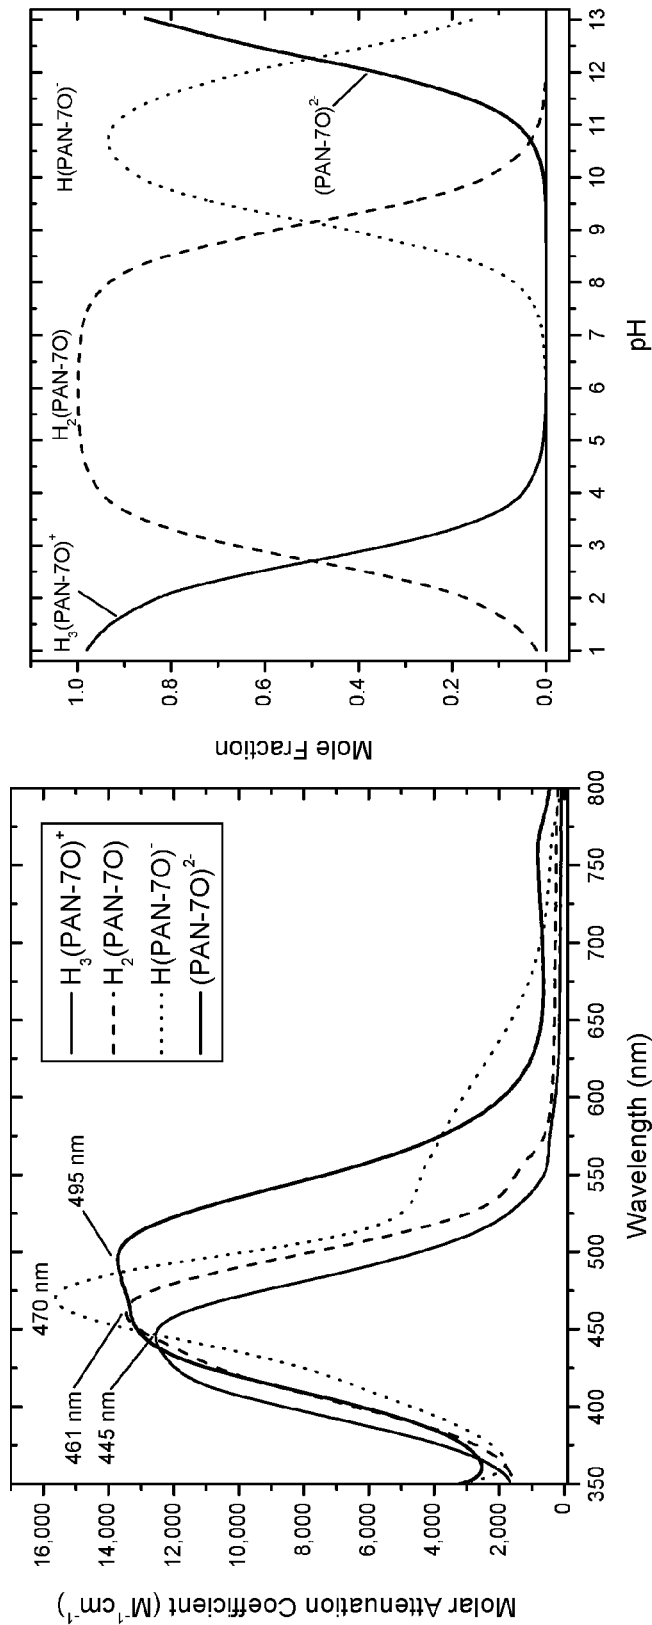 16,000
14,000
12,000
10,000
8,000
6,000
4,000
2,000
0
Molar Attenuation Coefficient (M⁻¹cm⁻¹)
350
400
450
500
550
600
650
700
750
800
Wavelength (nm)
461 nm
445 nm
470 nm
495 nm
H₃(PAN-7O)⁺
H₂(PAN-7O)
H(PAN-7O)⁻
(PAN-7O)²⁻
1.0
0.8
0.6
0.4
0.2
0.0
Mole Fraction
1
2
3
4
5
6
7
8
9
10
11
12
13
pH
H₃(PAN-7O)⁺
H₂(PAN-7O)
H(PAN-7O)⁻
(PAN-7O)²⁻